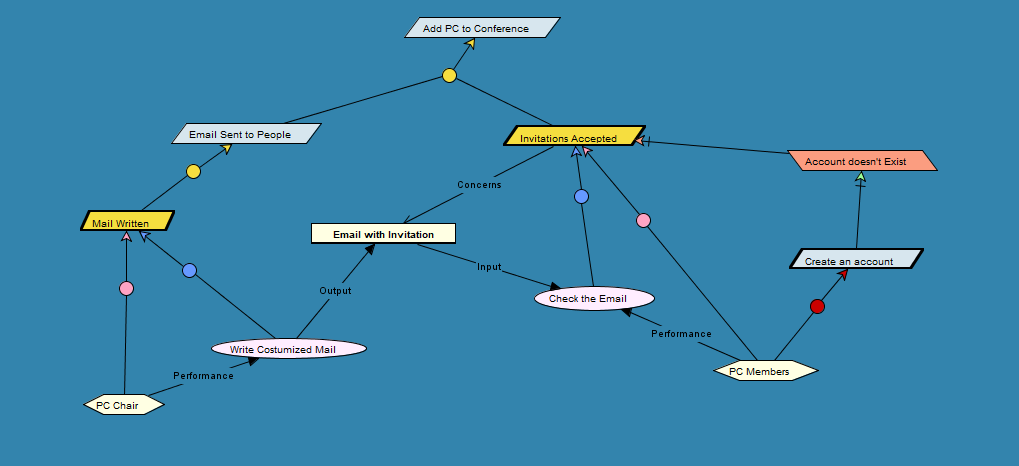 Add PC to Conference
Email Sent to People
Invitations Accepted
Account doesn't Exist
Concerns
Mail Written
Email with Invitation
Create an account
Input
Output
Check the Email
Performance
Write Costumized Mail
PC Members
Performance
PC Chair